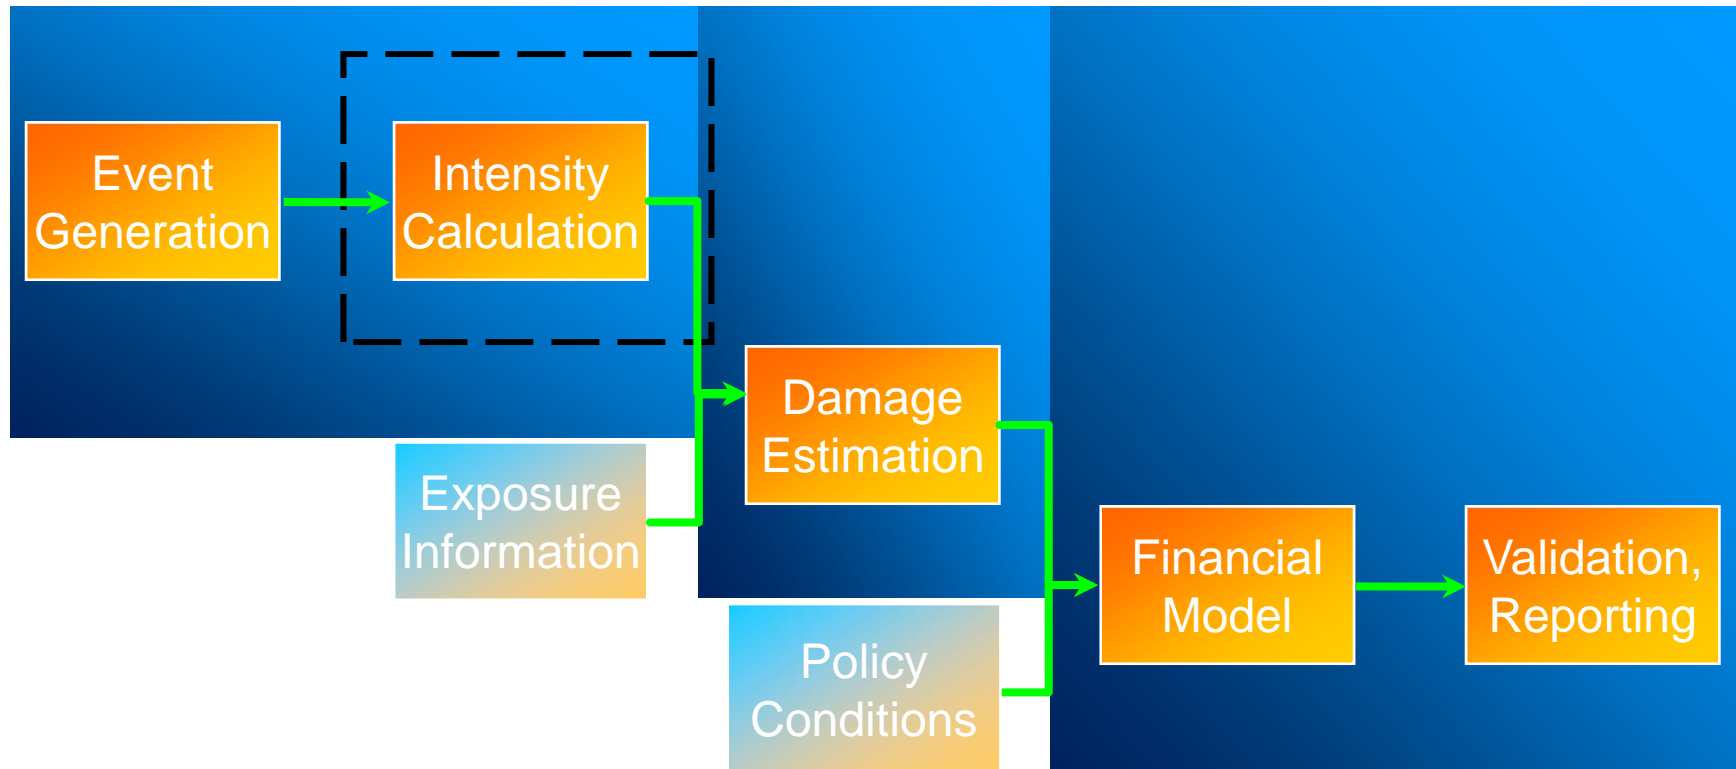 Event
Generation
Intensity
Calculation
Damage
Estimation
Exposure
Information
Financial
Model
Validation,
Reporting
Policy
Conditions